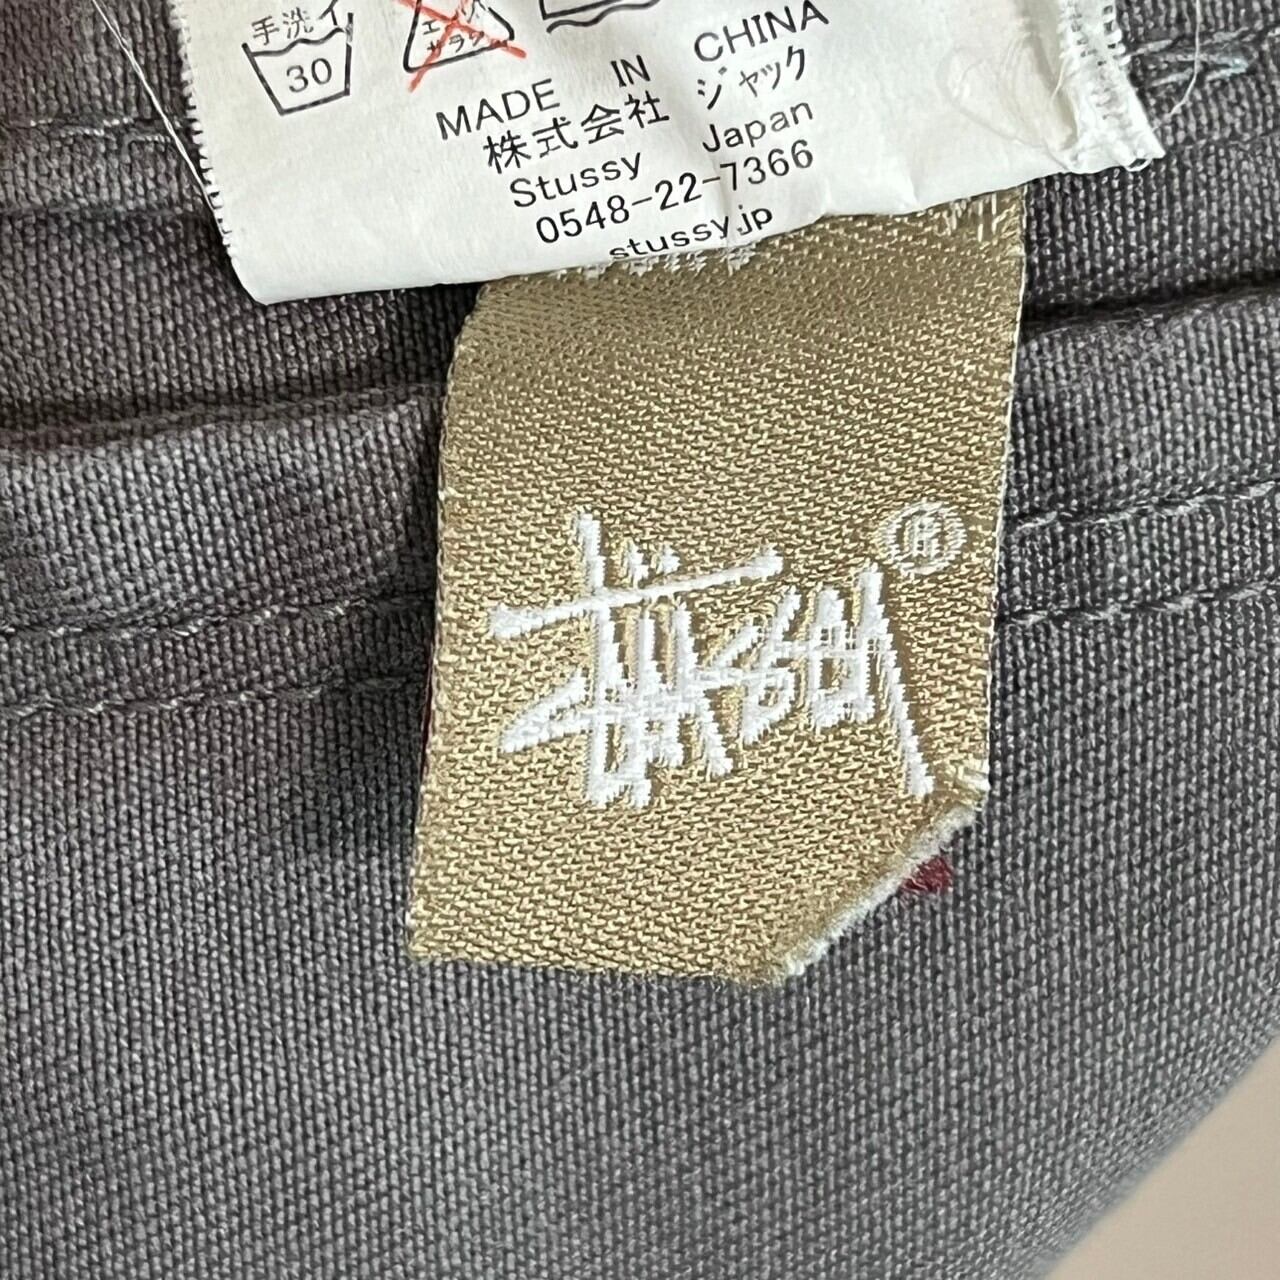 手洗イ
30
MADE IN CHINA
株式会社 ジャック
Stussy Japan
0548-22-7366
stussy.jp
Stüssy ®